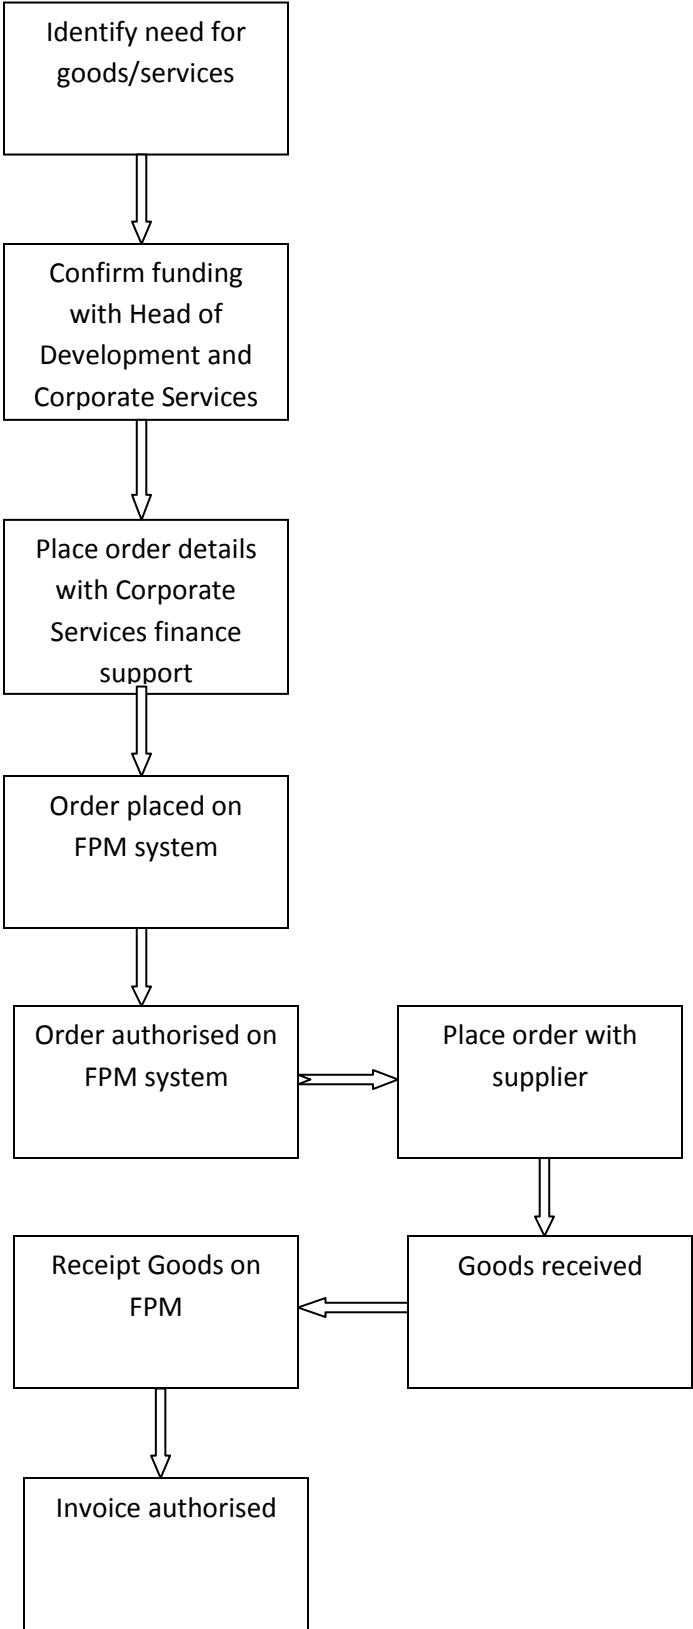 Identify need for
goods/services
Confirm funding
with Head of
Development and
Corporate Services
Place order details
with Corporate
Services finance
support
Order placed on
FPM system
Order authorised on
FPM system
Place order with
supplier
Goods received
Receipt Goods on
FPM
Invoice authorised